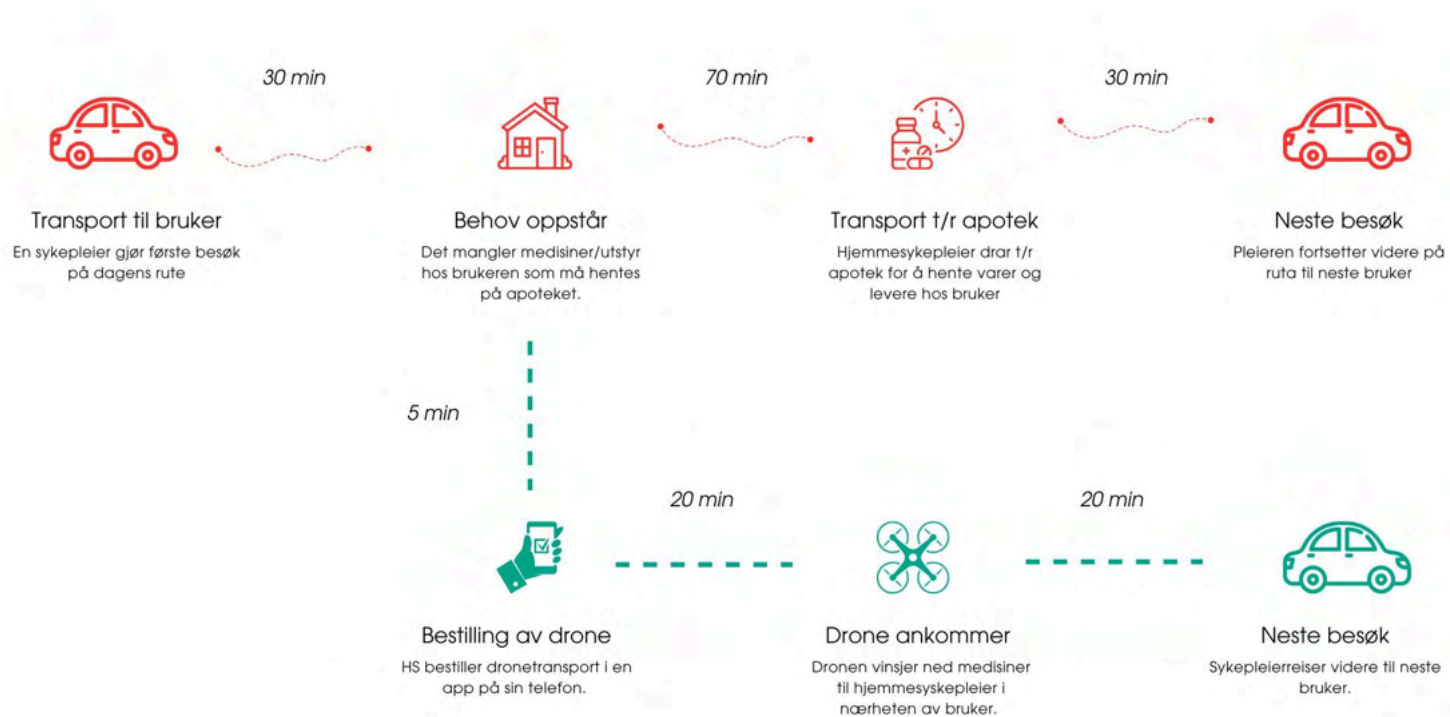 30 min
70 min
30 min
Transport til bruker
En sykepleier gjør første besøk
på dagens rute
Behov oppstår
Det mangler medisiner/utstyr
hos brukeren som må hentes
på apoteket.
Transport t/r apotek
Hjemmesykepleier drar t/r
apotek for å hente varer og
levere hos bruker
Neste besøk
Pleieren fortsetter videre på
ruta til neste bruker
5 min
20 min
20 min
Bestilling av drone
HS bestiller dronetransport i en
app på sin telefon.
Drone ankommer
Dronen vinsjer ned medisiner
til hjemmesyskepleier i
nærheten av bruker.
Neste besøk
Sykepleierreiser videre til neste
bruker.